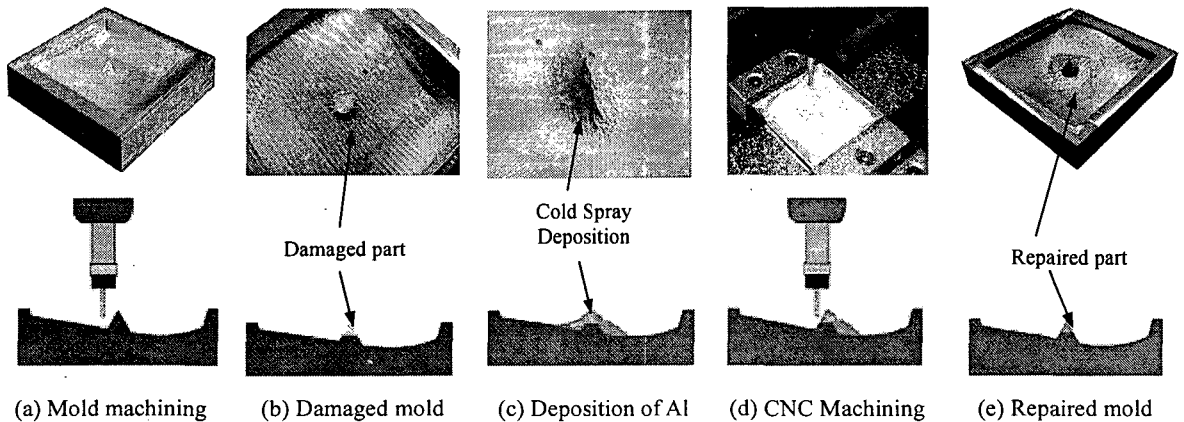 A
Damaged part
Cold Spray
Deposition
Repaired part
(a) Mold machining
(b) Damaged mold
(c) Deposition of Al
(d) CNC Machining
(e) Repaired mold